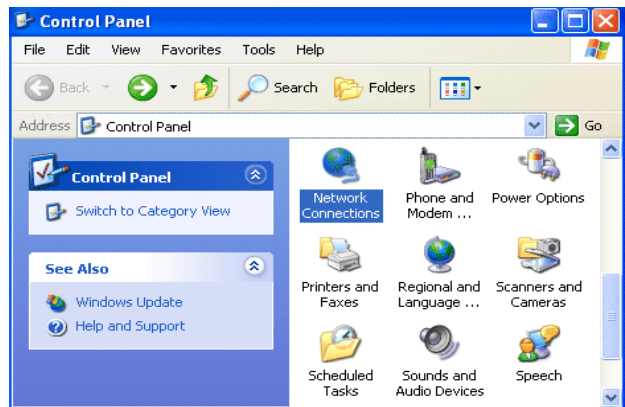 Control Panel
File Edit View Favorites Tools Help
Back Search Folders
Address Control Panel Go
Control Panel
Switch to Category View
See Also
Windows Update
Help and Support
Network Connections
Phone and Modem ...
Power Options
Printers and Faxes
Regional and Language ...
Scanners and Cameras
Scheduled Tasks
Sounds and Audio Devices
Speech